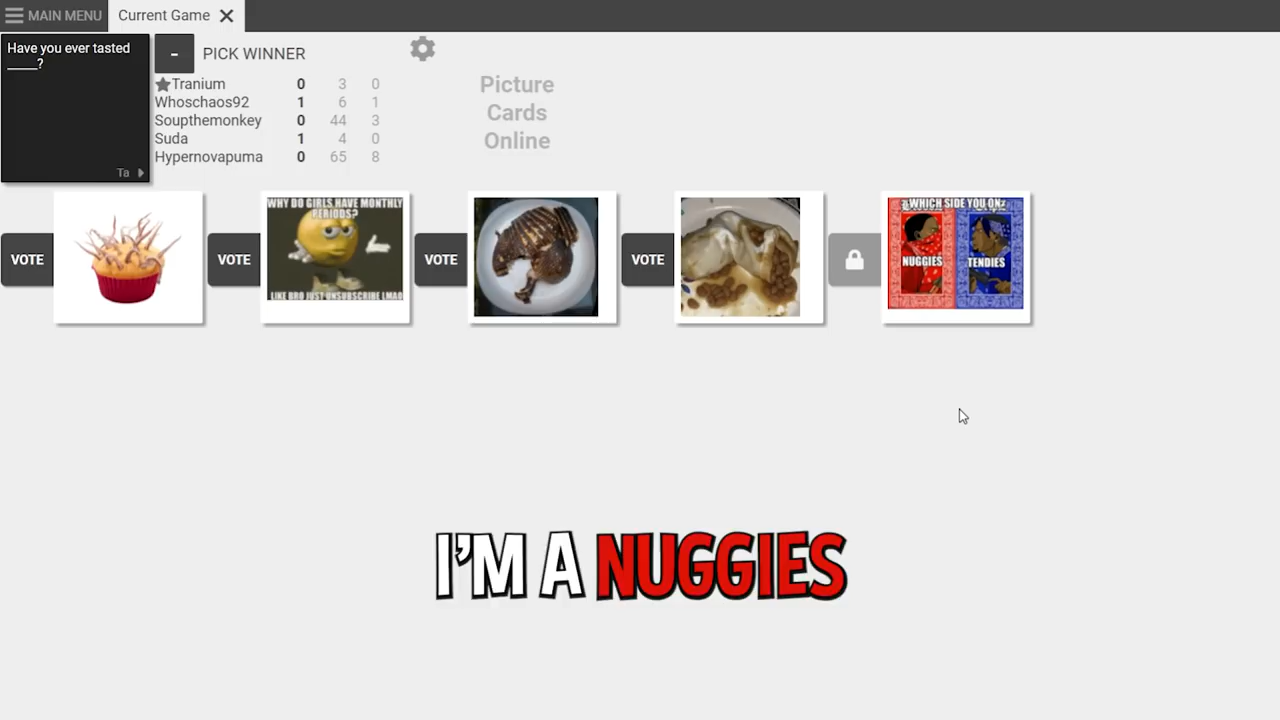 MAIN MENU
Current Game
Have you ever tasted
____?
Ta
-
PICK WINNER
Tranium 0 3 0
Whoschaos92 1 6 1
Soupthemonkey 0 44 3
Suda 1 4 0
Hypernovapuma 0 65 8
Picture
Cards
Online
VOTE
VOTE
WHY DO GIRLS HAVE MONTHLY
PERIODS?
LIKE BRO JUST UNSUBSCRIBE LMAO
VOTE
VOTE
WHICH SIDE YOU ON
NUGGIES
TENDIES
I'M A NUGGIES